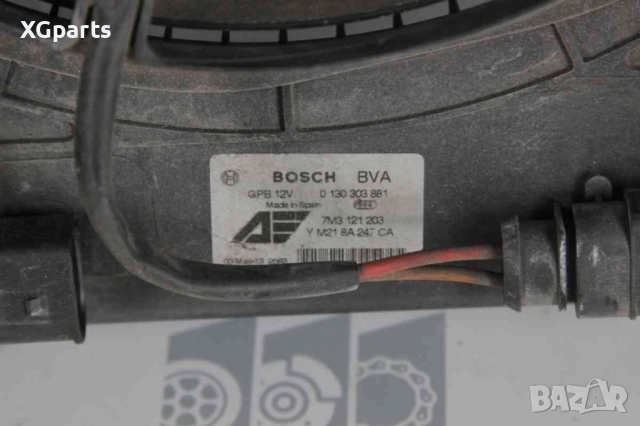 XGparts
BOSCH BVA
GPB 12V 0 130 303 881
Made in Spain
7M3 121 203
YM21 8A 247 CA
BAZAR